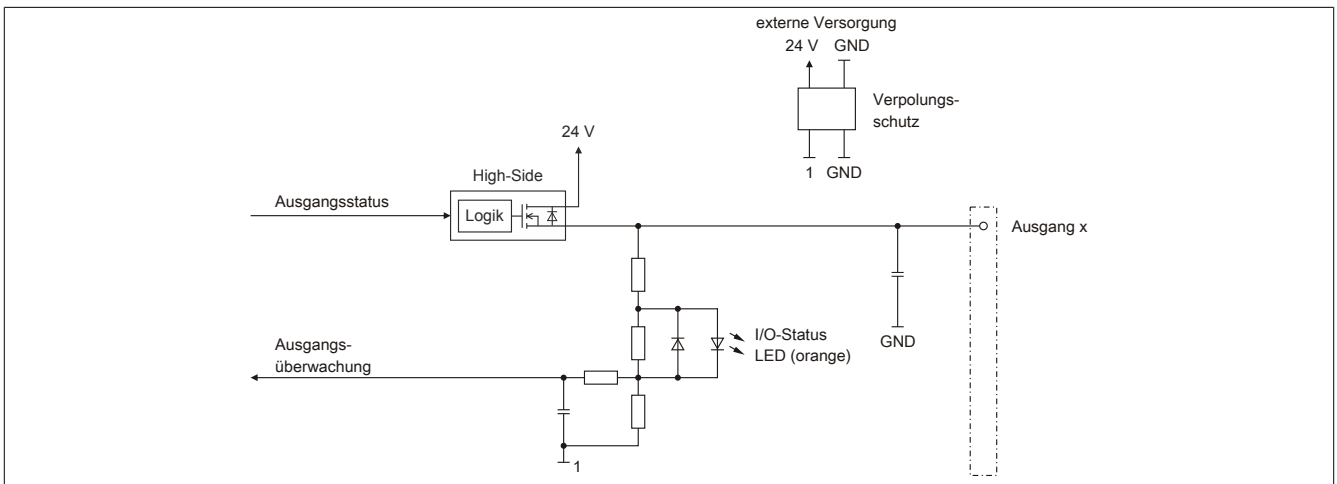 externe Versorgung
24 V GND
Verpolungs-
schutz
1 GND
24 V
High-Side
Logik
Ausgangsstatus
Ausgang x
I/O-Status
LED (orange)
GND
Ausgangs-
überwachung
1